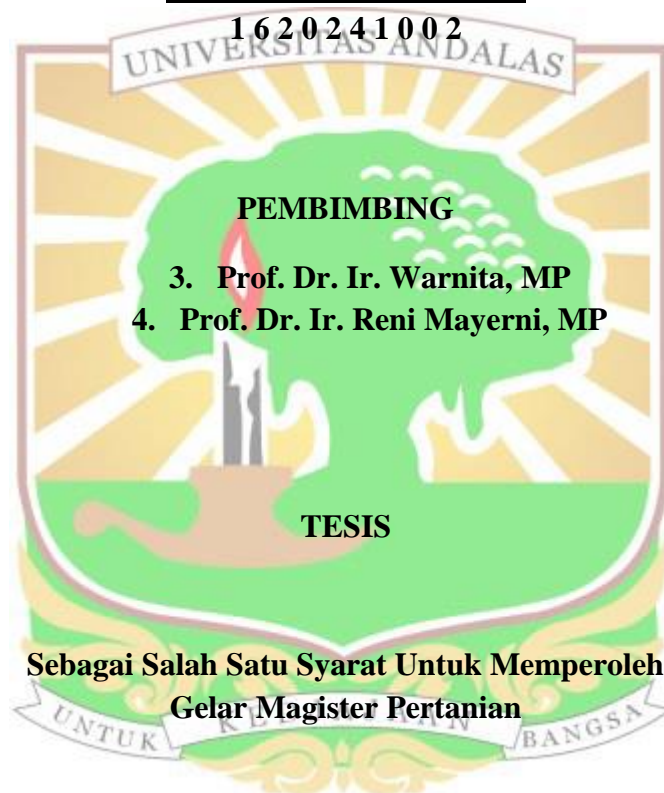 1 6 2 0 2 4 1 0 0 2
UNIVERSITAS ANDALAS
PEMBIMBING
3. Prof. Dr. Ir. Warnita, MP
4. Prof. Dr. Ir. Reni Mayerni, MP
TESIS
Sebagai Salah Satu Syarat Untuk Memperoleh
Gelar Magister Pertanian
UNTUK KEDJAJAAN BANGSA